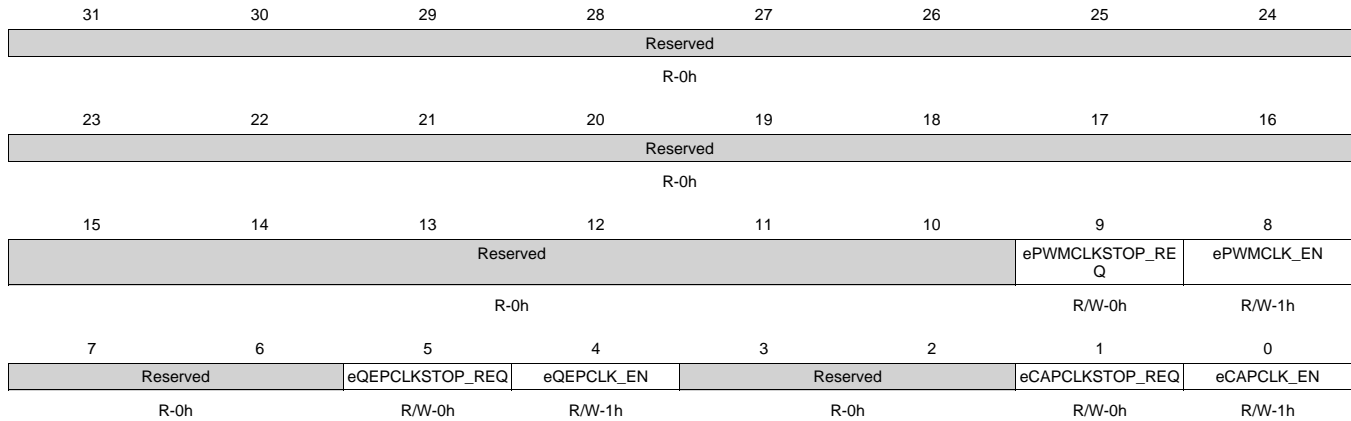 31 30 29 28 27 26 25 24
Reserved
R-0h
23 22 21 20 19 18 17 16
Reserved
R-0h
15 14 13 12 11 10 9 8
Reserved ePWMCLKSTOP_RE ePWMCLK_EN
Q
R-0h R/W-0h R/W-1h
7 6 5 4 3 2 1 0
Reserved eQEPCLKSTOP_REQ eQEPCLK_EN Reserved eCAPCLKSTOP_REQ eCAPCLK_EN
R-0h R/W-0h R/W-1h R-0h R/W-0h R/W-1h